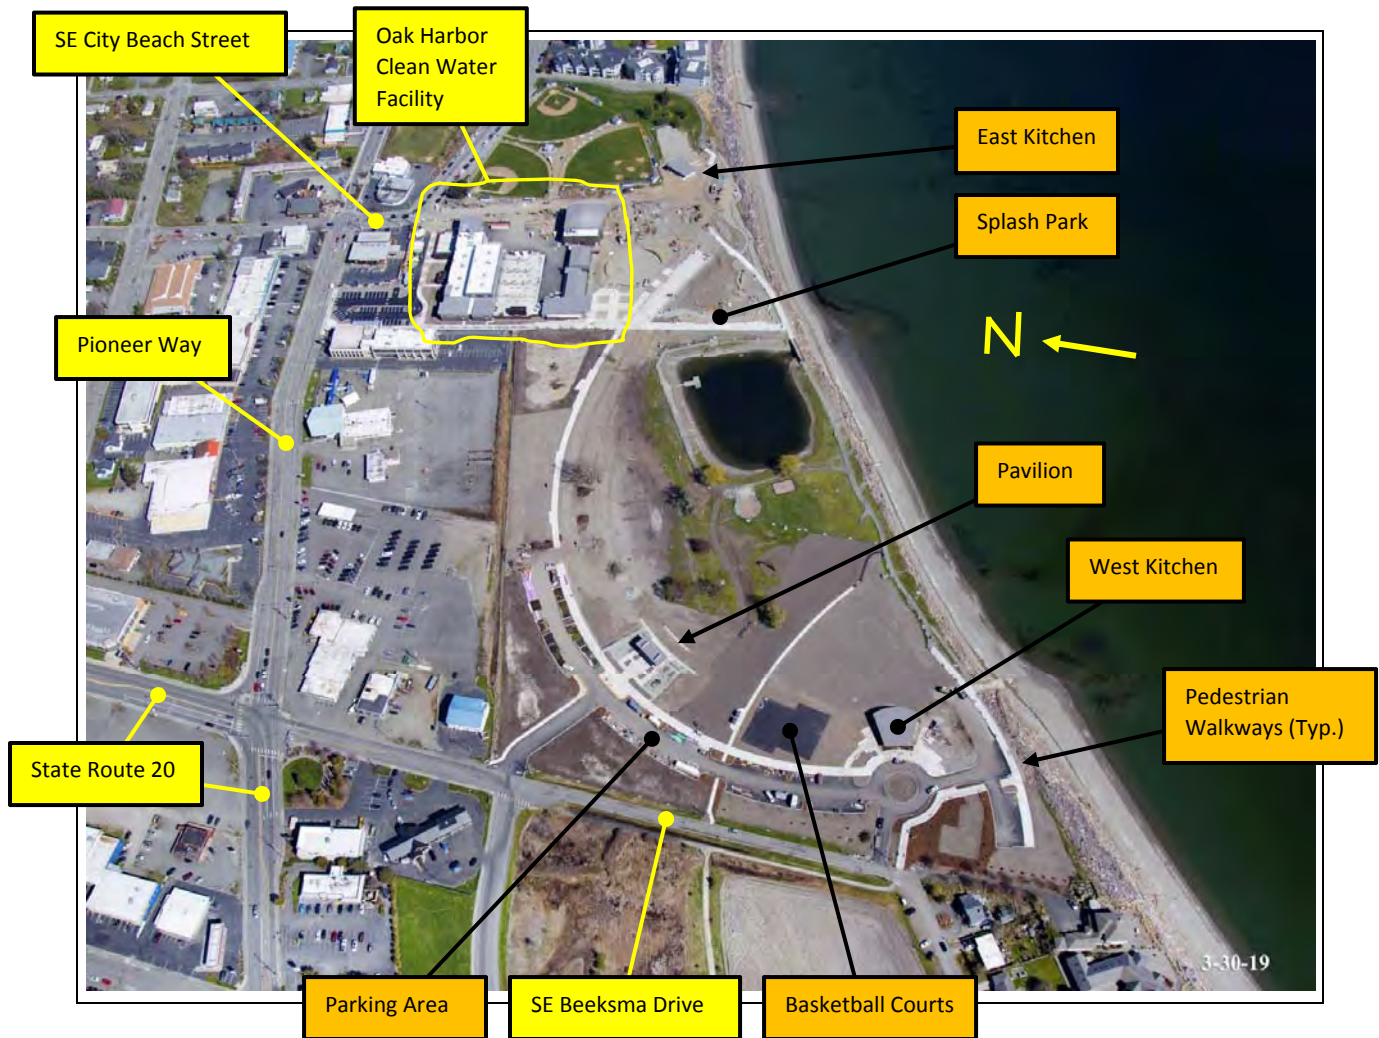 SE City Beach Street
Oak Harbor
Clean Water
Facility
East Kitchen
Splash Park
N
Pioneer Way
Pavilion
West Kitchen
Pedestrian
Walkways (Typ.)
State Route 20
3-30-19
Parking Area
SE Beeksma Drive
Basketball Courts